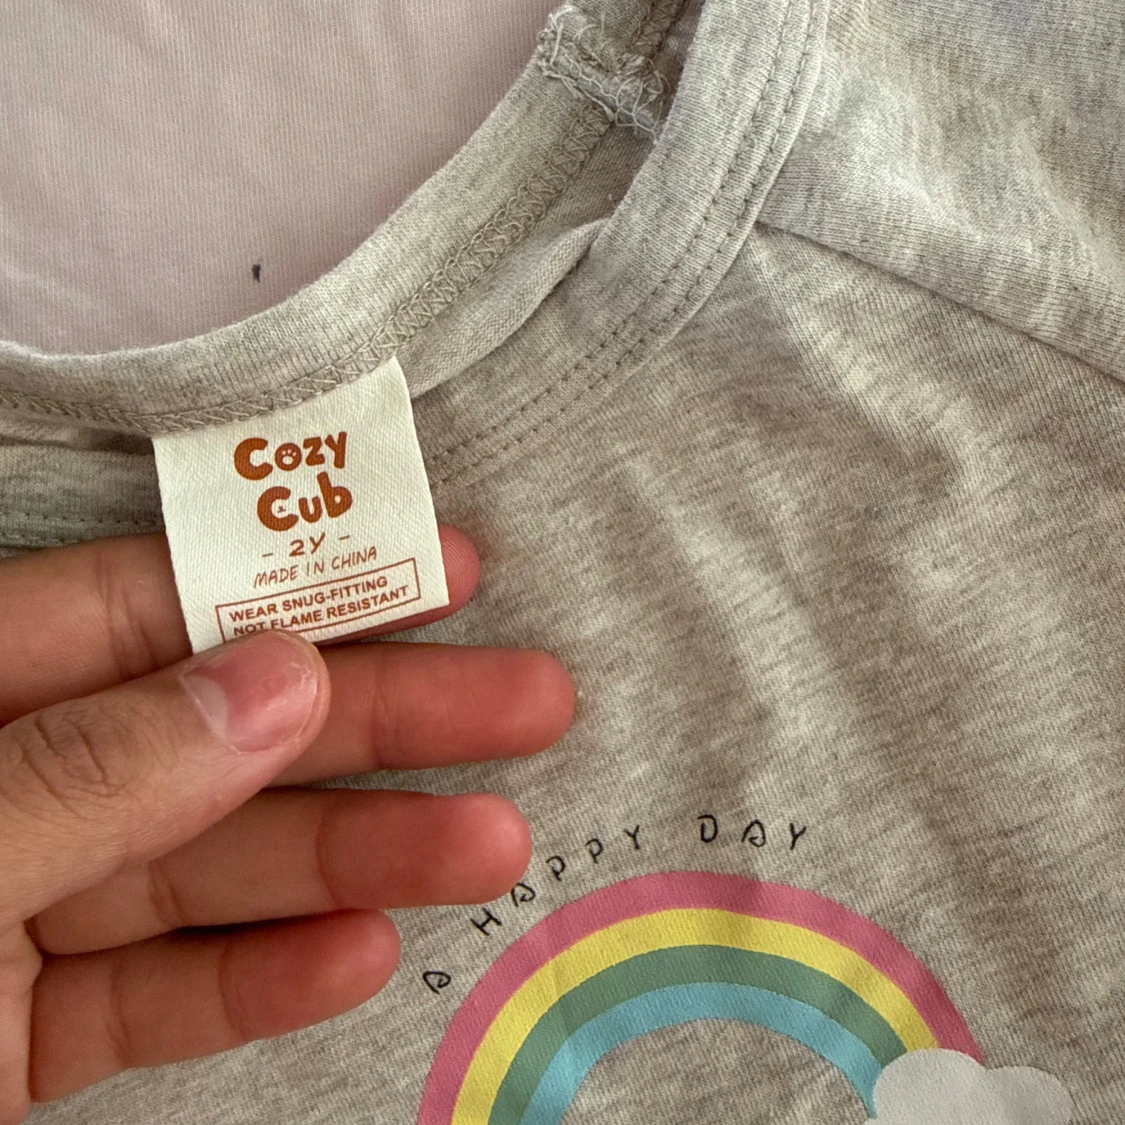 Cozy
Cub
- 2Y -
MADE IN CHINA
WEAR SNUG-FITTING
NOT FLAME RESISTANT
A HAPPY DAY